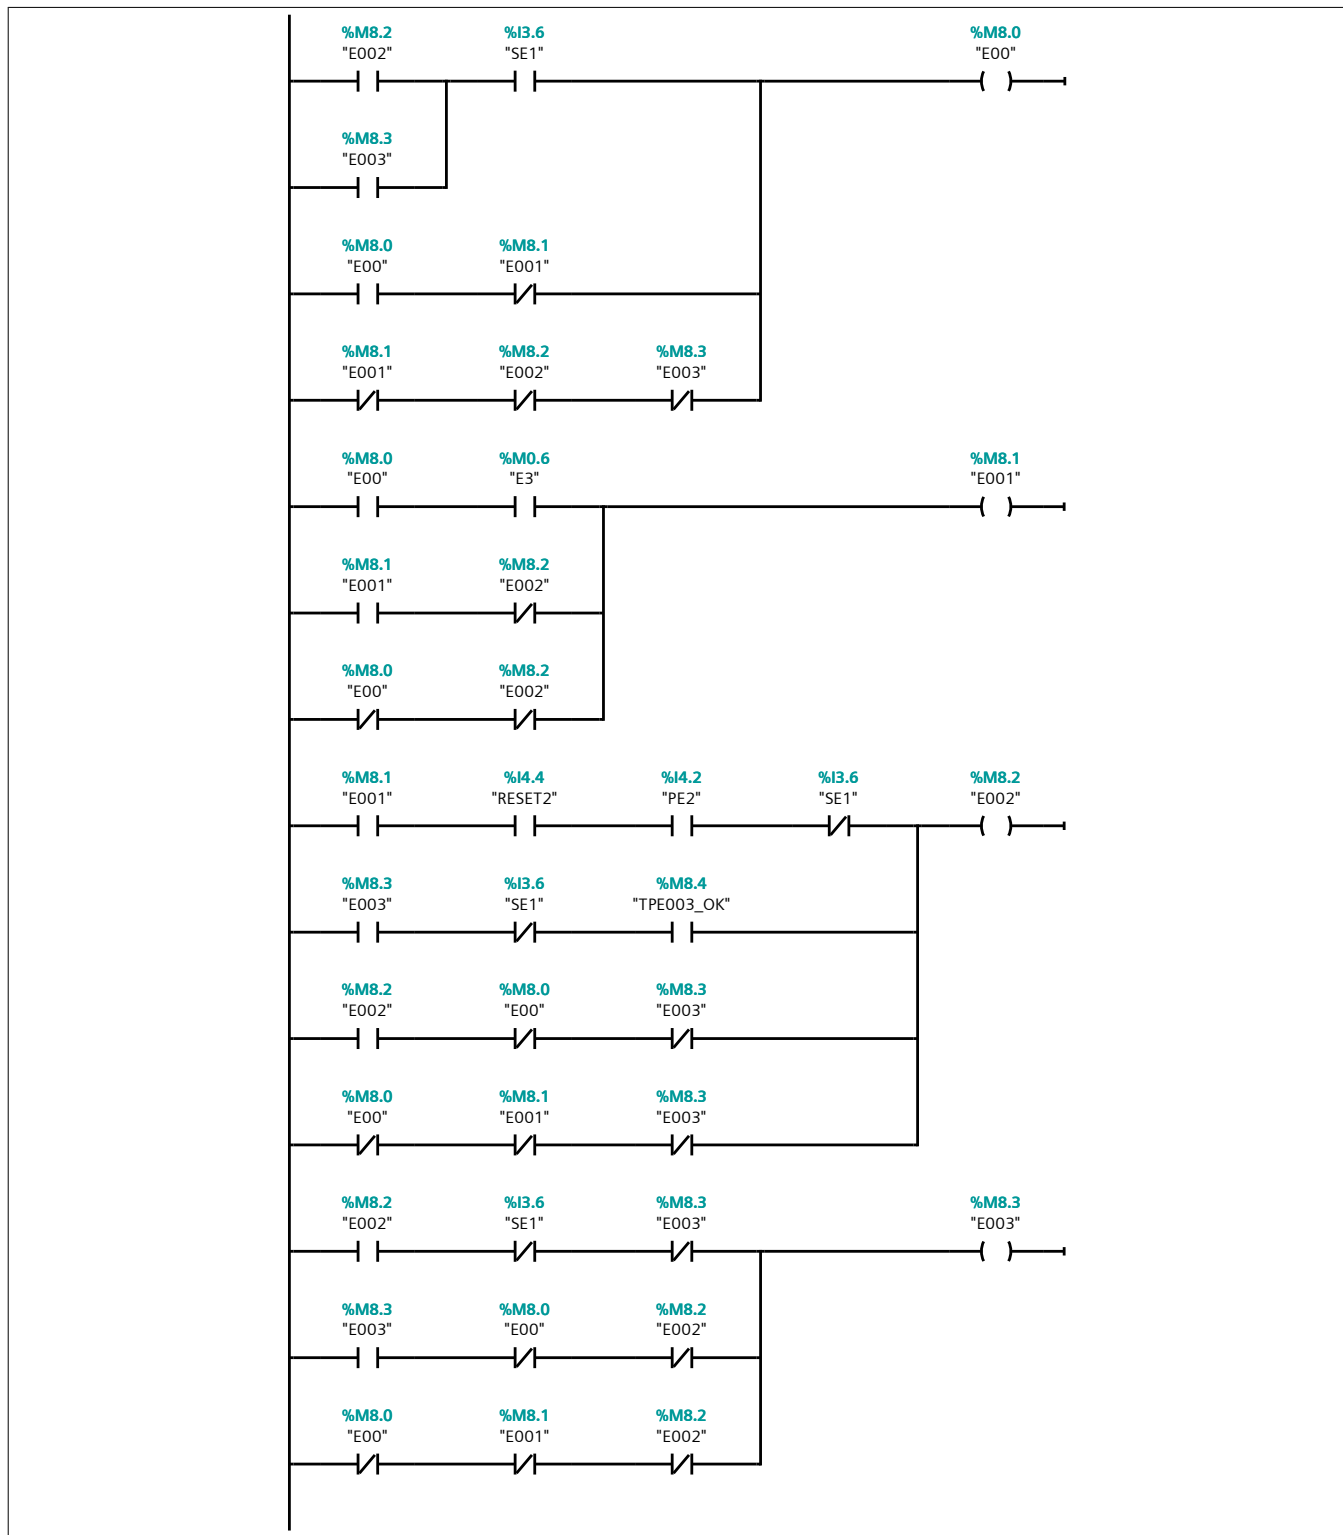 %M8.2 %I3.6 %M8.0
"E002" "SE1" "E00"
%M8.3
"E003"
%M8.0 %M8.1
"E00" "E001"
%M8.1 %M8.2 %M8.3
"E001" "E002" "E003"
%M8.0 %M0.6 %M8.1
"E00" "E3" "E001"
%M8.1 %M8.2
"E001" "E002"
%M8.0 %M8.2
"E00" "E002"
%M8.1 %I4.4 %I4.2 %I3.6 %M8.2
"E001" "RESET2" "PE2" "SE1" "E002"
%M8.3 %I3.6 %M8.4
"E003" "SE1" "TPE003_OK"
%M8.2 %M8.0 %M8.3
"E002" "E00" "E003"
%M8.0 %M8.1 %M8.3
"E00" "E001" "E003"
%M8.2 %I3.6 %M8.3 %M8.3
"E002" "SE1" "E003" "E003"
%M8.3 %M8.0 %M8.2
"E003" "E00" "E002"
%M8.0 %M8.1 %M8.2
"E00" "E001" "E002"